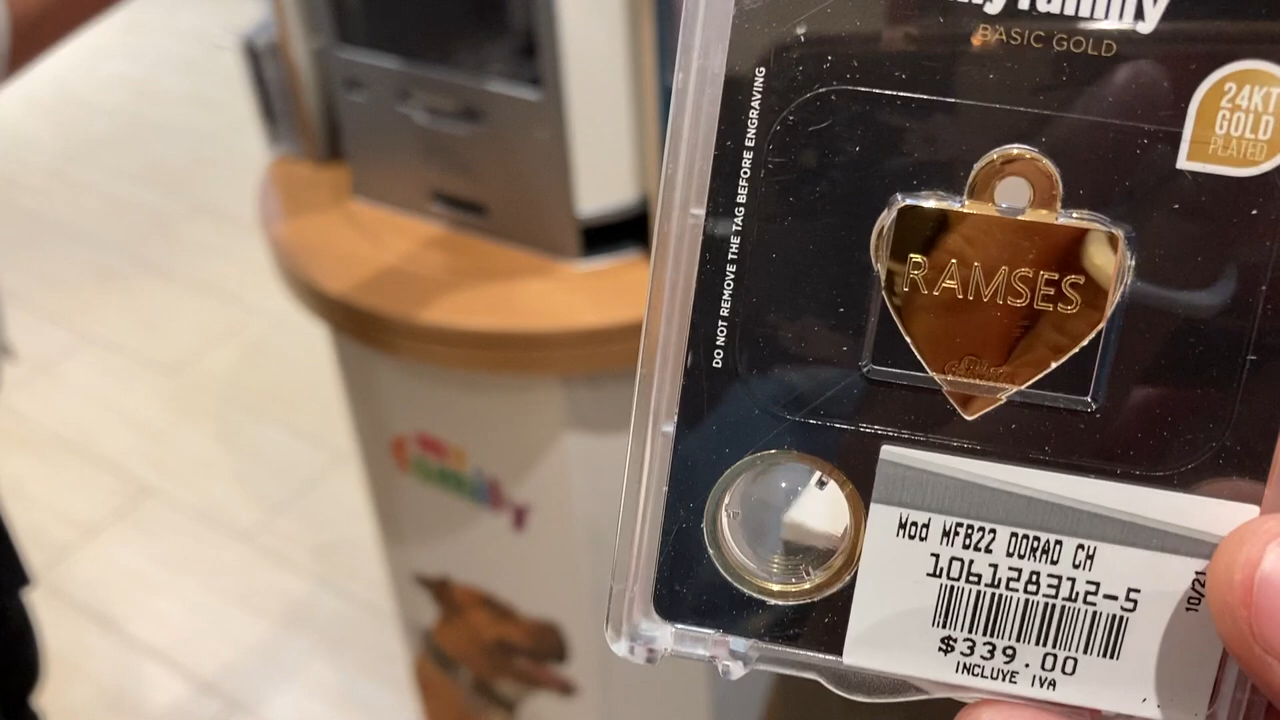 BASIC GOLD
24KT
GOLD
PLATED
DO NOT REMOVE THE TAG BEFORE ENGRAVING
RAMSES
Mod MFB22 DORAD CH
106128312-5
10/21
$339.00
INCLUYE IVA